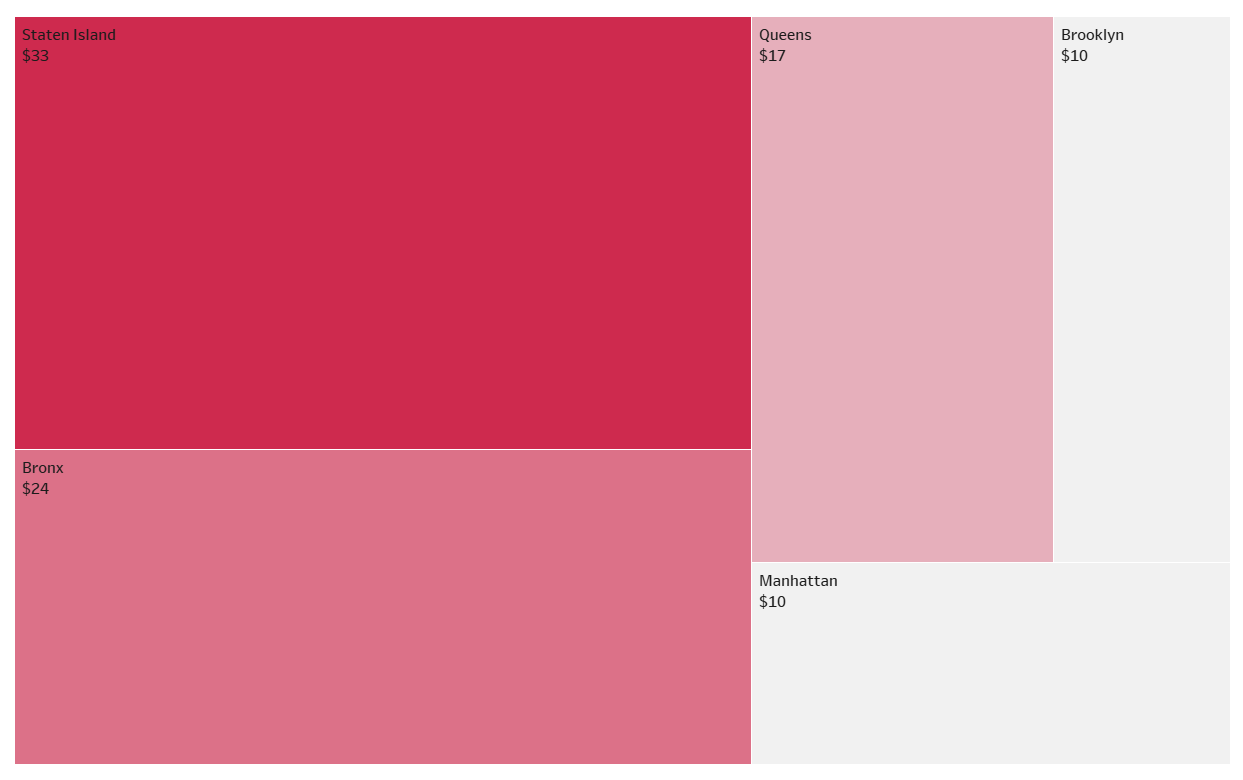 Staten Island
$33
Queens
$17
Brooklyn
$10
Bronx
$24
Manhattan
$10